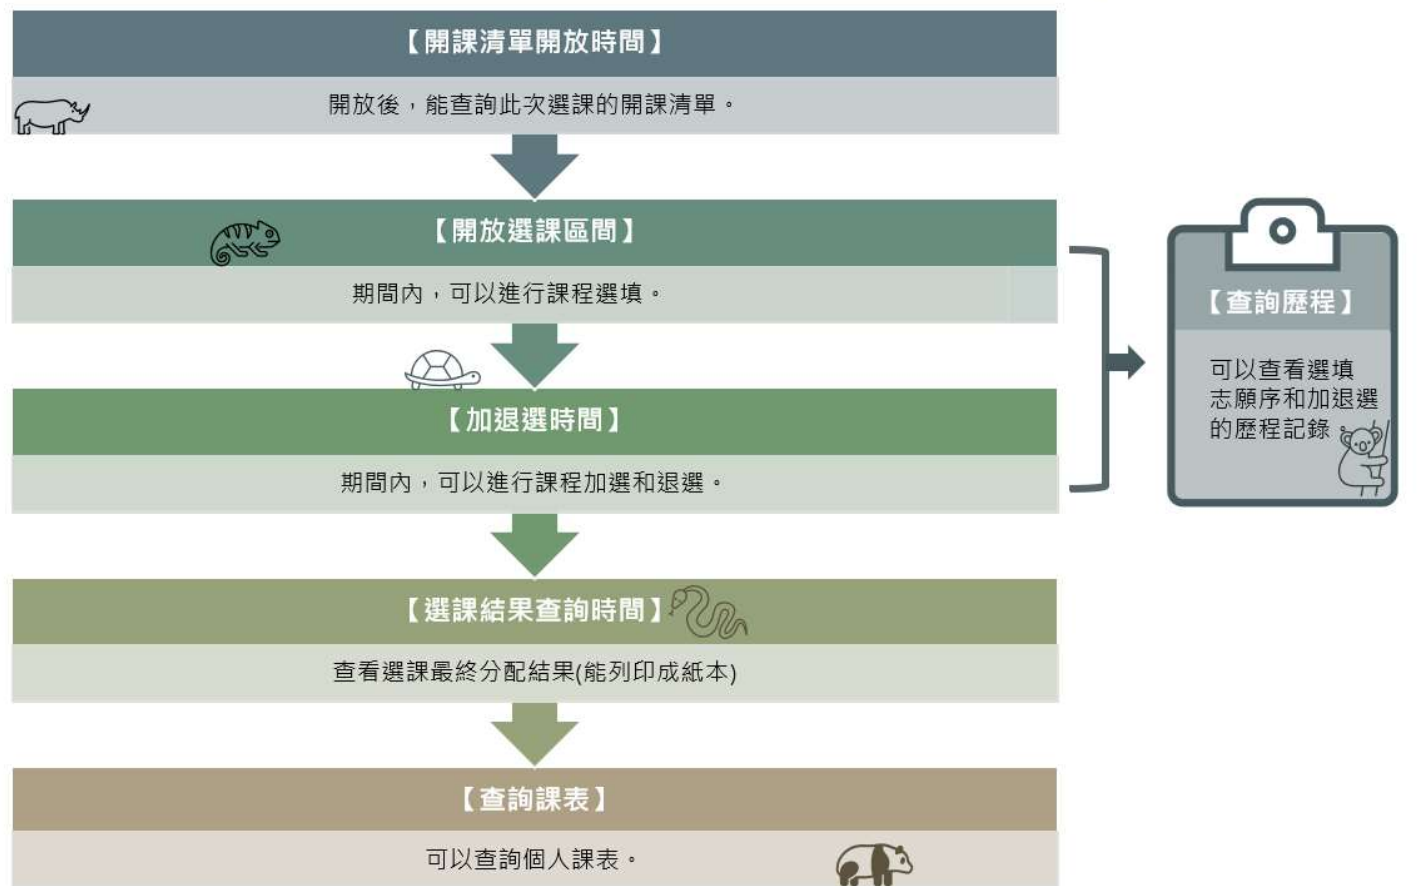 【開課清單開放時間】
開放後，能查詢此次選課的開課清單。
【開放選課區間】
期間內，可以進行課程選填。
【加退選時間】
期間內，可以進行課程加選和退選。
【查詢歷程】
可以查看選填
志願序和加退選
的歷程記錄
【選課結果查詢時間】
查看選課最終分配結果(能列印成紙本)
【查詢課表】
可以查詢個人課表。